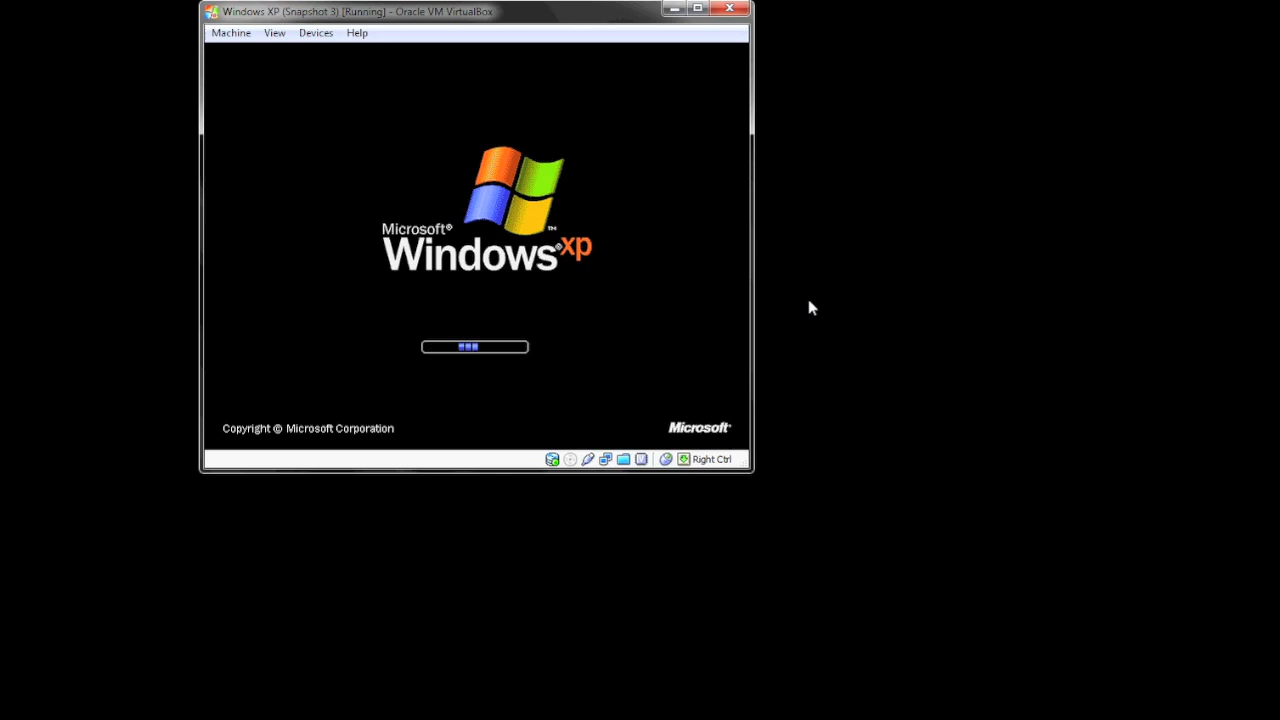 Windows XP (Snapshot 3) [Running] - Oracle VM VirtualBox
Machine View Devices Help
Microsoft®
Windows®xp ™
Copyright © Microsoft Corporation
Microsoft®
Right Ctrl